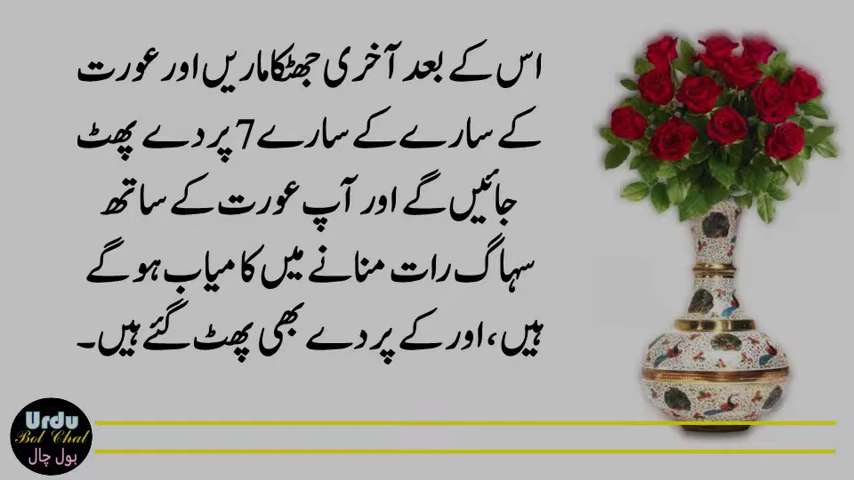 اس کے بعد آخری جھٹکا ماریں اور عورت
کے سارے کے سارے 7 پردے پھٹ
جائیں گے اور آپ عورت کے ساتھ
سہاگ رات منانے میں کامیاب ہو گے
ہیں، اور کے پردے بھی پھٹ گئے ہیں۔
Urdu
Bol Chal
بول چال